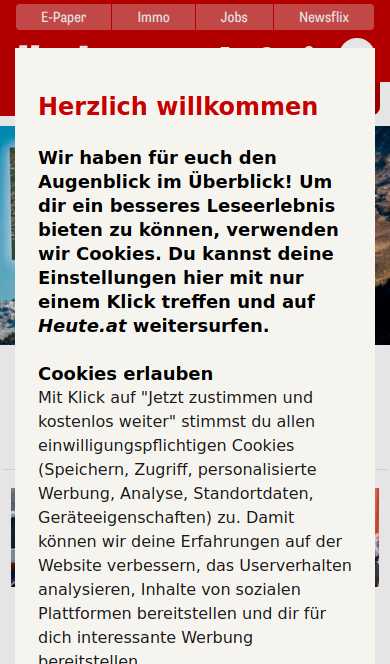 E-Paper
Immo
Jobs
Newsflix
Herzlich willkommen
Wir haben für euch den
Augenblick im Überblick! Um
dir ein besseres Leseerlebnis
bieten zu können, verwenden
wir Cookies. Du kannst deine
Einstellungen hier mit nur
einem Klick treffen und auf
Heute.at weitersurfen.
Cookies erlauben
Mit Klick auf "Jetzt zustimmen und
kostenlos weiter" stimmst du allen
einwilligungspflichtigen Cookies
(Speichern, Zugriff, personalisierte
Werbung, Analyse, Standortdaten,
Geräteeigenschaften) zu. Damit
können wir deine Erfahrungen auf der
Website verbessern, das Userverhalten
analysieren, Inhalte von sozialen
Plattformen bereitstellen und dir für
dich interessante Werbung
bereitstellen